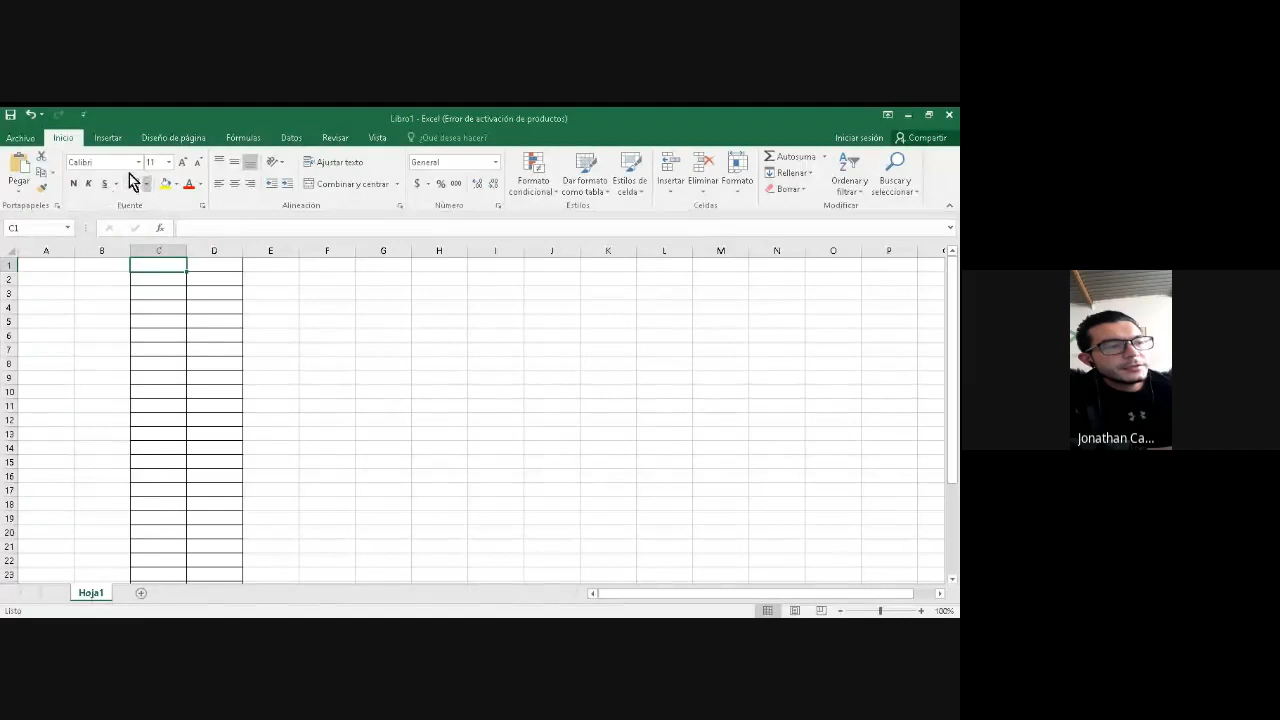 Libro1 - Excel (Error de activación de productos)
Archivo Inicio Insertar Diseño de página Fórmulas Datos Revisar Vista ¿Qué desea hacer? Iniciar sesión Compartir
Pegar
Calibri 11
N K S
Ajustar texto
Combinar y centrar
General
$ % 000
Formato condicional
Dar formato como tabla
Estilos de celda
Insertar Eliminar Formato
Autosuma
Rellenar
Borrar
Ordenar y filtrar
Buscar y seleccionar
Portapapeles Fuente Alineación Número Estilos Celdas Modificar
C1 fx
A B C D E F G H I J K L M N O P
1
2
3
4
5
6
7
8
9
10
11
12
13
14
15
16
17
18
19
20
21
22
23
Hoja1
Listo 100%
Jonathan Ca...